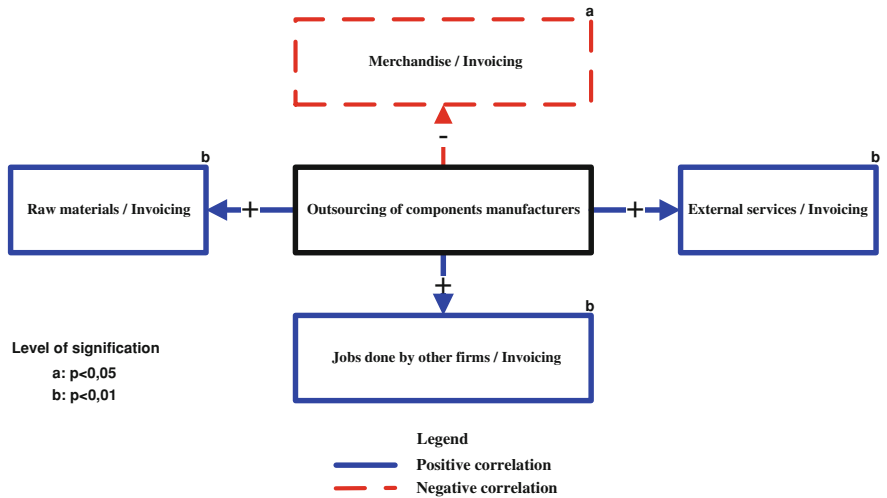 a
Merchandise / Invoicing
-
b
b
Raw materials / Invoicing
+
Outsourcing of components manufacturers
+
External services / Invoicing
+
b
Jobs done by other firms / Invoicing
Level of signification
a: p<0,05
b: p<0,01
Legend
Positive correlation
Negative correlation